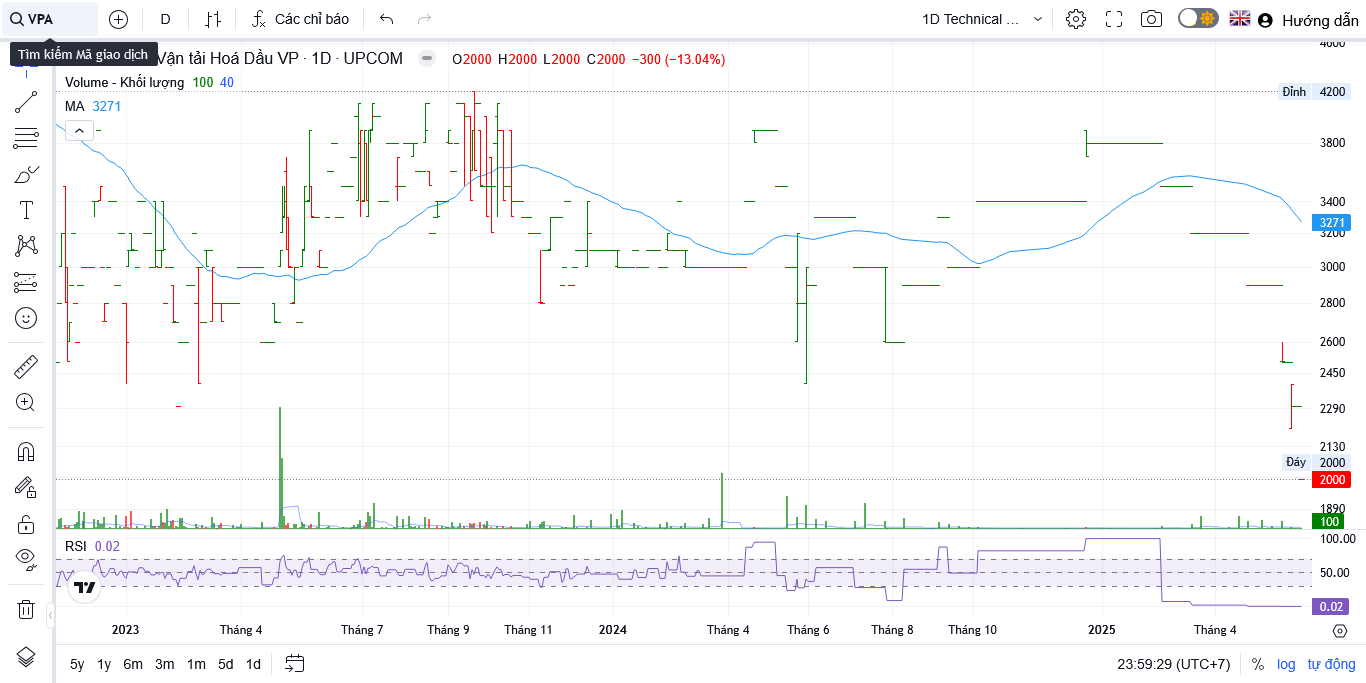 VPA
D
Các chỉ báo
1D Technical ...
Hướng dẫn
Tìm kiếm Mã giao dịch
Vận tải Hoá Dầu VP · 1D · UPCOM
O2000 H2000 L2000 C2000 −300 (−13.04%)
Volume - Khối lượng 100 40
MA 3271
4000
Đỉnh 4200
3800
3400
3271
3200
3000
2800
2600
2450
2290
2130
Đáy 2000
2000
1890
100
RSI 0.02
100.00
50.00
0.02
2023 Tháng 4 Tháng 7 Tháng 9 Tháng 11 2024 Tháng 4 Tháng 6 Tháng 8 Tháng 10 2025 Tháng 4
5y 1y 6m 3m 1m 5d 1d
23:59:29 (UTC+7) % log tự động